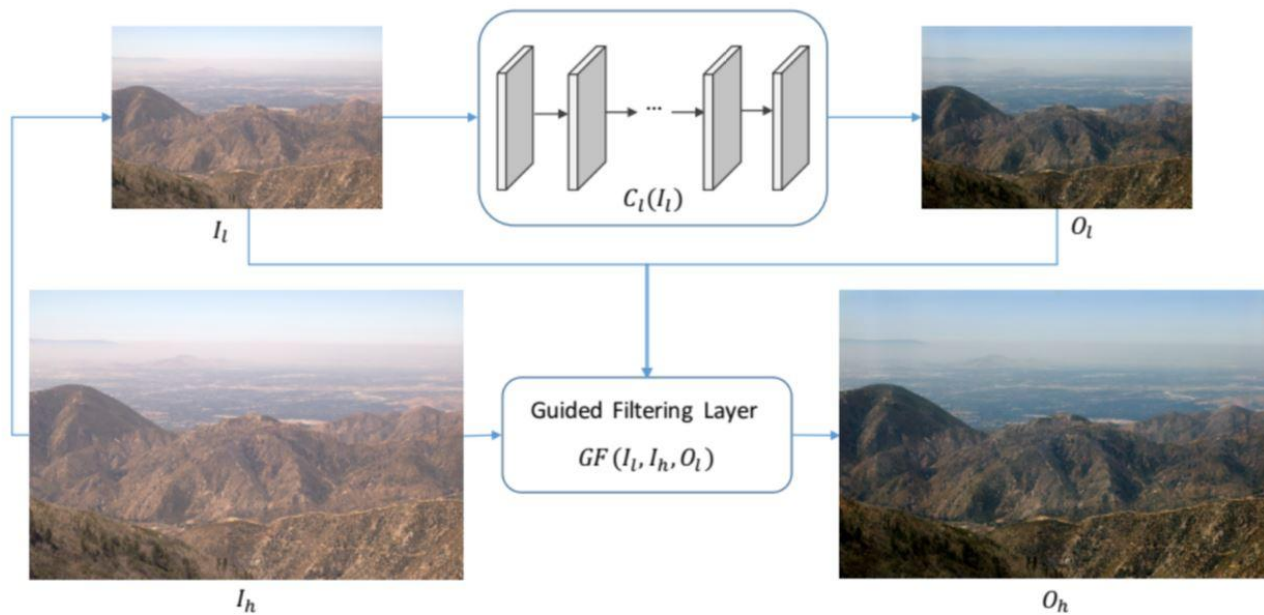 ...
C_l(I_l)
I_l
O_l
Guided Filtering Layer
GF(I_l, I_h, O_l)
I_h
O_h